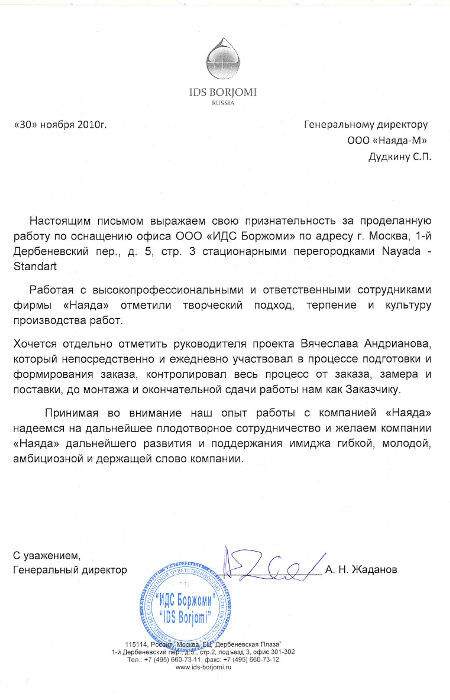 IDS BORJOMI
RUSSIA
«30» ноября 2010г.
Генеральному директору
ООО «Наяда-М»
Дудкину С.П.
Настоящим письмом выражаем свою признательность за проделанную
работу по оснащению офиса ООО «ИДС Боржоми» по адресу г. Москва, 1-й
Дербеневский пер., д. 5, стр. 3 стационарными перегородками Nayada -
Standart
Работая с высокопрофессиональными и ответственными сотрудниками
фирмы «Наяда» отметили творческий подход, терпение и культуру
производства работ.
Хочется отдельно отметить руководителя проекта Вячеслава Андрианова,
который непосредственно и ежедневно участвовал в процессе подготовки и
формирования заказа, контролировал весь процесс от заказа, замера и
поставки, до монтажа и окончательной сдачи работы нам как Заказчику.
Принимая во внимание наш опыт работы с компанией «Наяда»
надеемся на дальнейшее плодотворное сотрудничество и желаем компании
«Наяда» дальнейшего развития и поддержания имиджа гибкой, молодой,
амбициозной и держащей слово компании.
С уважением,
Генеральный директор
А. Н. Жаданов
"ИДС Боржоми"
"IDS Borjomi"
115114, Россия, Москва, БЦ "Дербеневская Плаза"
1-й Дербеневский пер., д.5, стр.2, подъезд 3, офис 301-302
Тел.: +7 (495) 660-73-11, факс: +7 (495) 660-73-12
www.ids-borjomi.ru